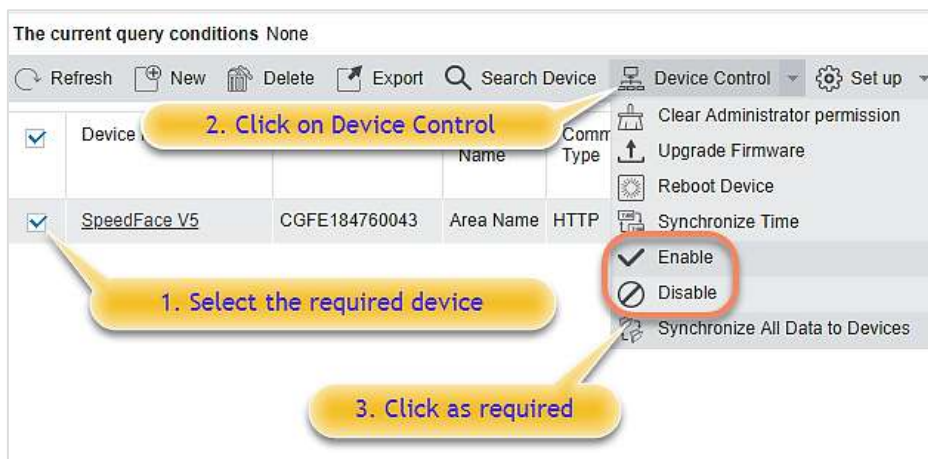 The current query conditions None
Refresh New Delete Export Search Device Device Control Set up
Clear Administrator permission
2. Click on Device Control
Device Comm
Name Type
Upgrade Firmware
Reboot Device
SpeedFace V5 CGFE184760043 Area Name HTTP
Synchronize Time
Enable
1. Select the required device
Disable
Synchronize All Data to Devices
3. Click as required